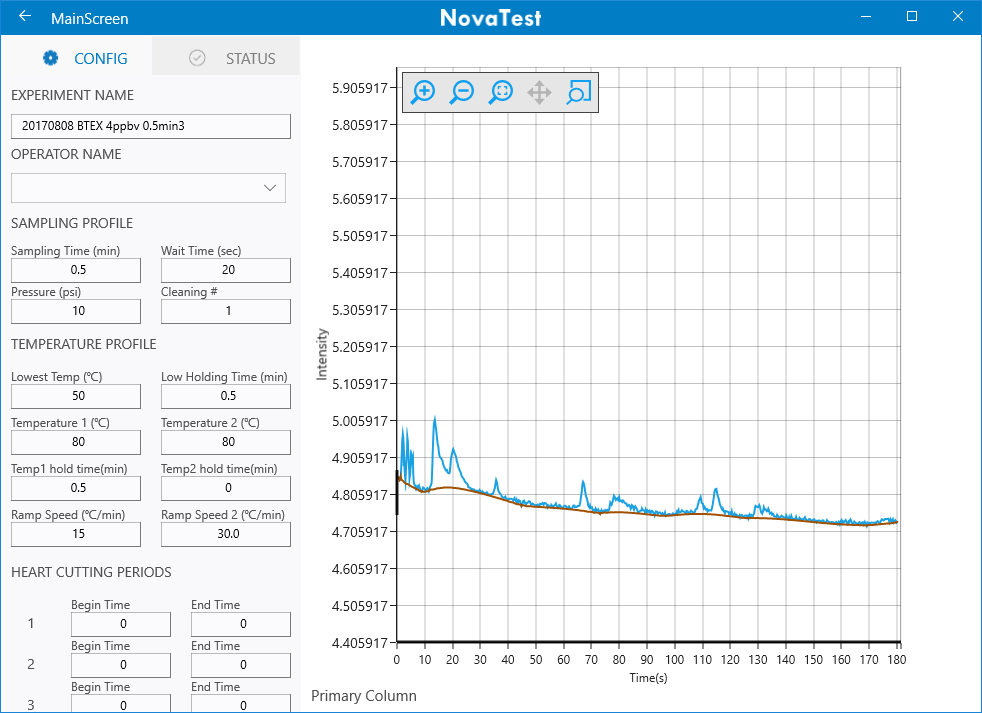 MainScreen
NovaTest
CONFIG STATUS
EXPERIMENT NAME
20170808 BTEX 4ppbv 0.5min3
OPERATOR NAME
SAMPLING PROFILE
Sampling Time (min) Wait Time (sec)
0.5 20
Pressure (psi) Cleaning #
10 1
TEMPERATURE PROFILE
Lowest Temp (℃) Low Holding Time (min)
50 0.5
Temperature 1 (℃) Temperature 2 (℃)
80 80
Temp1 hold time(min) Temp2 hold time(min)
0.5 0
Ramp Speed (℃/min) Ramp Speed 2 (℃/min)
15 30.0
HEART CUTTING PERIODS
Begin Time End Time
1 0 0
Begin Time End Time
2 0 0
Begin Time End Time
3 0 0
Intensity
5.905917
5.805917
5.705917
5.605917
5.505917
5.405917
5.305917
5.205917
5.105917
5.005917
4.905917
4.805917
4.705917
4.605917
4.505917
4.405917
0 10 20 30 40 50 60 70 80 90 100 110 120 130 140 150 160 170 180
Time(s)
Primary Column